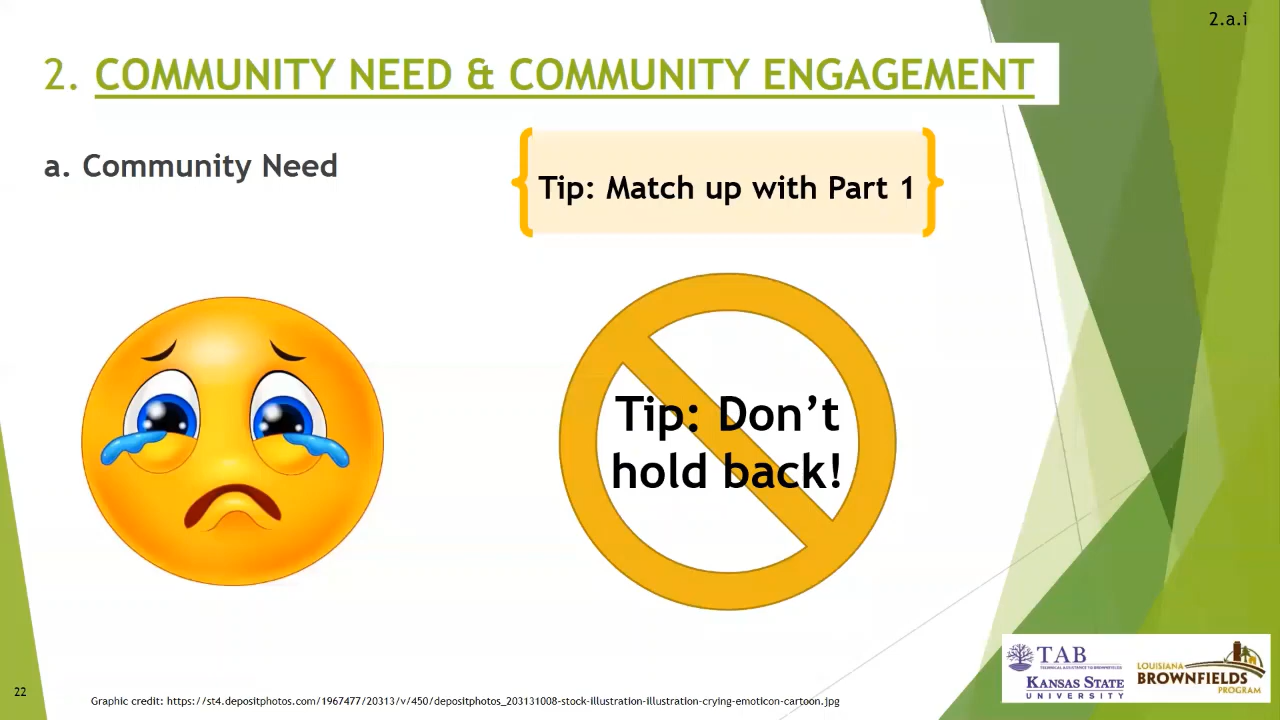 2.a.i
2. COMMUNITY NEED & COMMUNITY ENGAGEMENT
a. Community Need
Tip: Match up with Part 1
Tip: Don’t
hold back!
TAB
TECHNICAL ASSISTANCE TO BROWNFIELDS
KANSAS STATE
UNIVERSITY
LOUISIANA
BROWNFIELDS
PROGRAM
22
Graphic credit: https://st4.depositphotos.com/1967477/20313/v/450/depositphotos_203131008-stock-illustration-illustration-crying-emoticon-cartoon.jpg